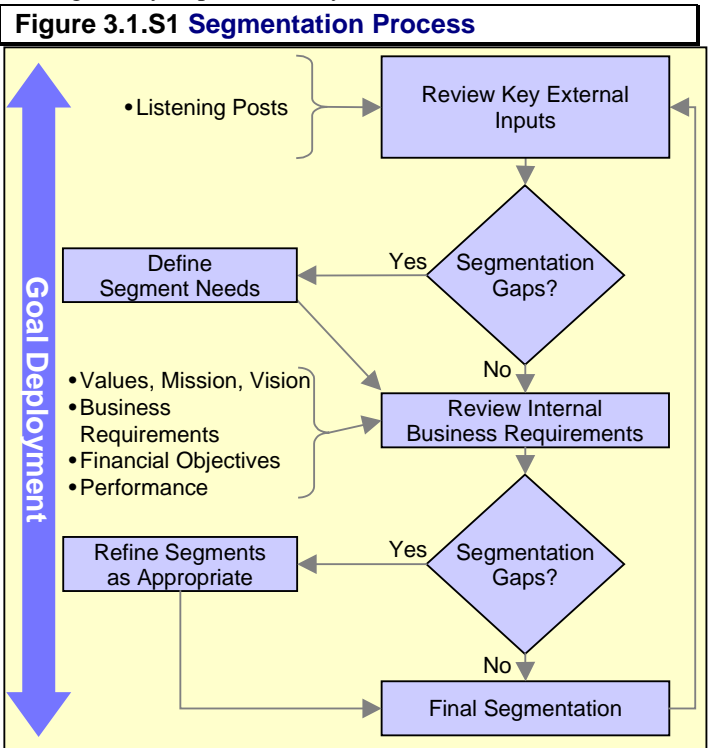 Figure 3.1.S1 Segmentation Process
Review Key External
Inputs
•Listening Posts
Segmentation
Gaps?
Yes
Define
Segment Needs
No
Goal Deployment
•Values, Mission, Vision
•Business
Requirements
•Financial Objectives
•Performance
Review Internal
Business Requirements
Segmentation
Gaps?
Yes
Refine Segments
as Appropriate
No
Final Segmentation